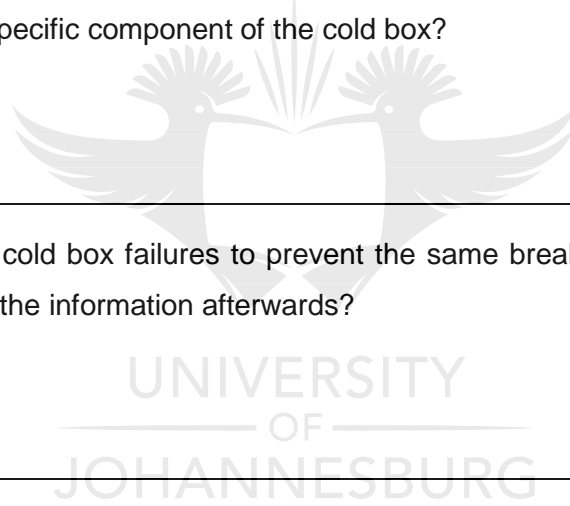 pecific component of the cold box?
cold box failures to prevent the same brea
the information afterwards?
UNIVERSITY
OF
JOHANNESBURG